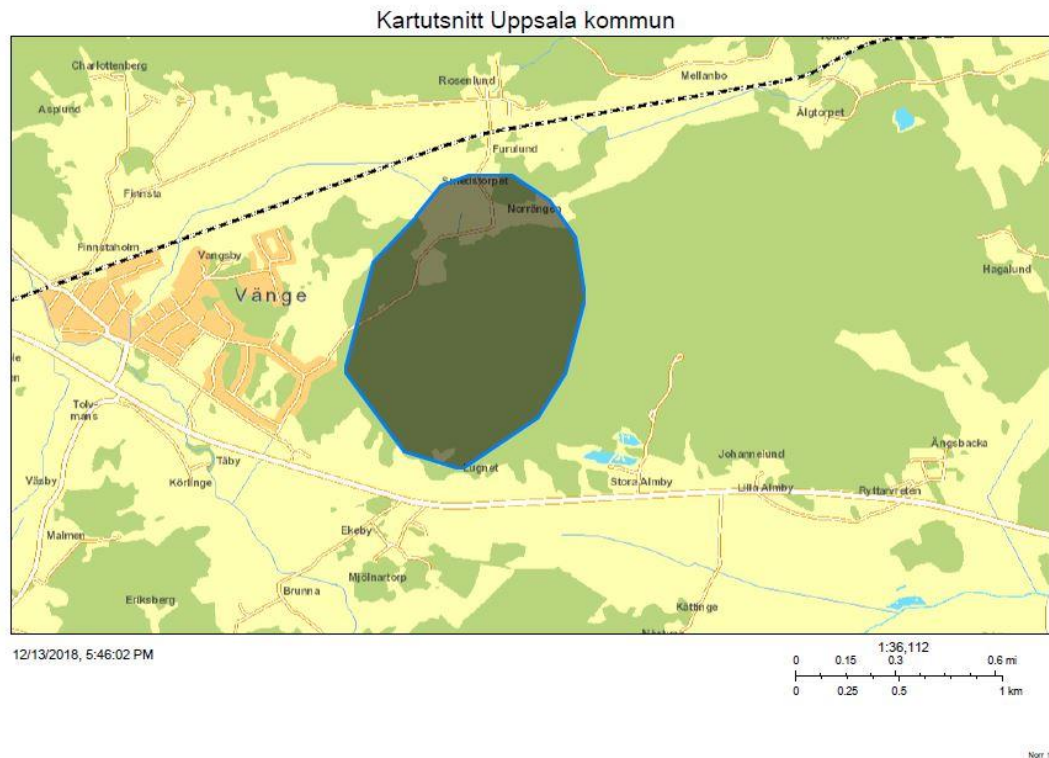 Kartutsnitt Uppsala kommun
Charlottenberg
Rosenlund
Mellanbo
Asplund
Älgtorpet
Furulund
Smedstorpet
Finnsta
Norrängen
Finnstaholm
Vangsby
Hagalund
Vänge
Tolv-
mans
Ängsbacka
Johannelund
Täby
Lugnet
Väsby
Körlinge
Stora Almby
Lilla Almby
Ryttarvreten
Ekeby
Malmen
Mjölnartorp
Brunna
Eriksberg
Kättinge
12/13/2018, 5:46:02 PM
1:36,112
0 0.15 0.3 0.6 mi
0 0.25 0.5 1 km